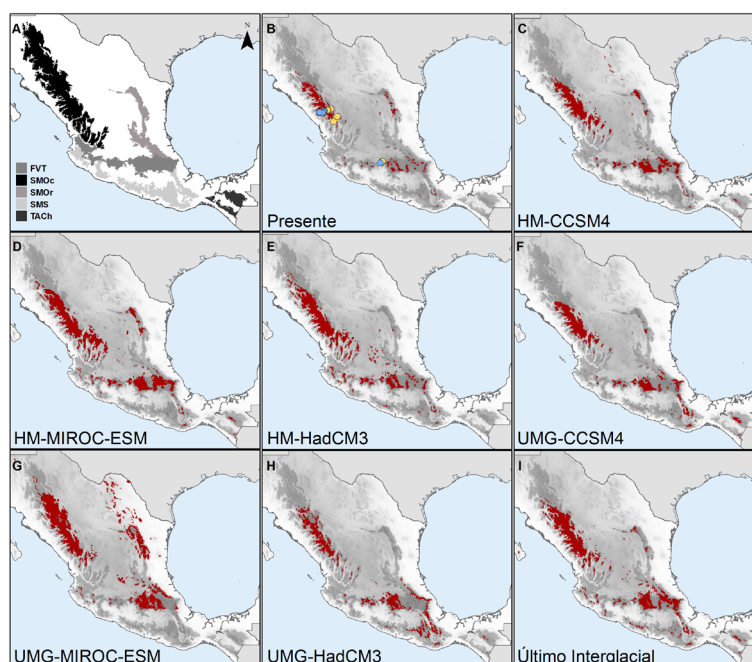 A
N
FVT
SMOc
SMOr
SMS
TACh
B
Presente
C
HM-CCSM4
D
HM-MIROC-ESM
E
HM-HadCM3
F
UMG-CCSM4
G
UMG-MIROC-ESM
H
UMG-HadCM3
I
Último Interglacial